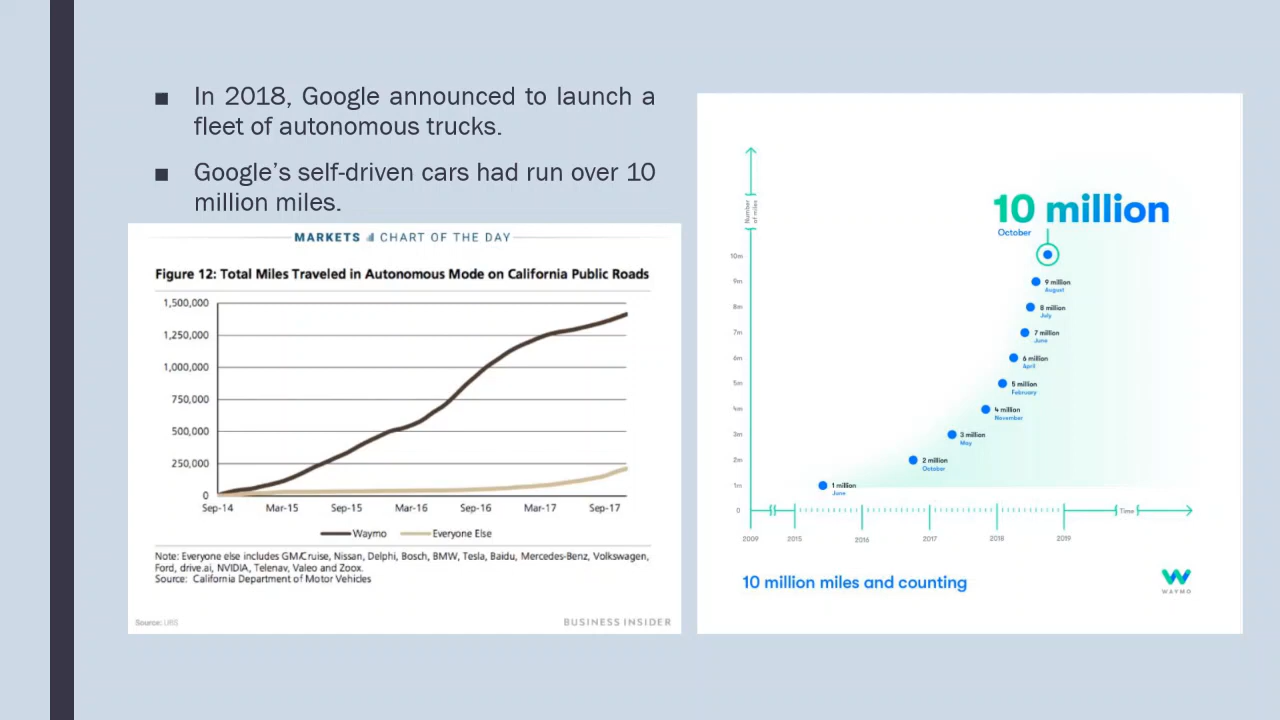 ■ In 2018, Google announced to launch a
fleet of autonomous trucks.
■ Google's self-driven cars had run over 10
million miles.
MARKETS CHART OF THE DAY
Figure 12: Total Miles Traveled in Autonomous Mode on California Public Roads
1,500,000
1,250,000
1,000,000
750,000
500,000
250,000
0
Sep-14 Mar-15 Sep-15 Mar-16 Sep-16 Mar-17 Sep-17
Waymo Everyone Else
Note: Everyone else includes GM/Cruise, Nissan, Delphi, Bosch, BMW, Tesla, Baidu, Mercedes-Benz, Volkswagen,
Ford, drive.ai, NVIDIA, Telenav, Valeo and Zoox.
Source: California Department of Motor Vehicles
Source: UBS
BUSINESS INSIDER
Number
of miles
10 million
October
10m
9m
9 million
August
8m
8 million
July
7m
7 million
June
6m
6 million
April
5m
5 million
February
4m
4 million
November
3m
3 million
May
2m
2 million
October
1m
1 million
June
0
Time
2009 2015 2016 2017 2018 2019
10 million miles and counting
WAYMO